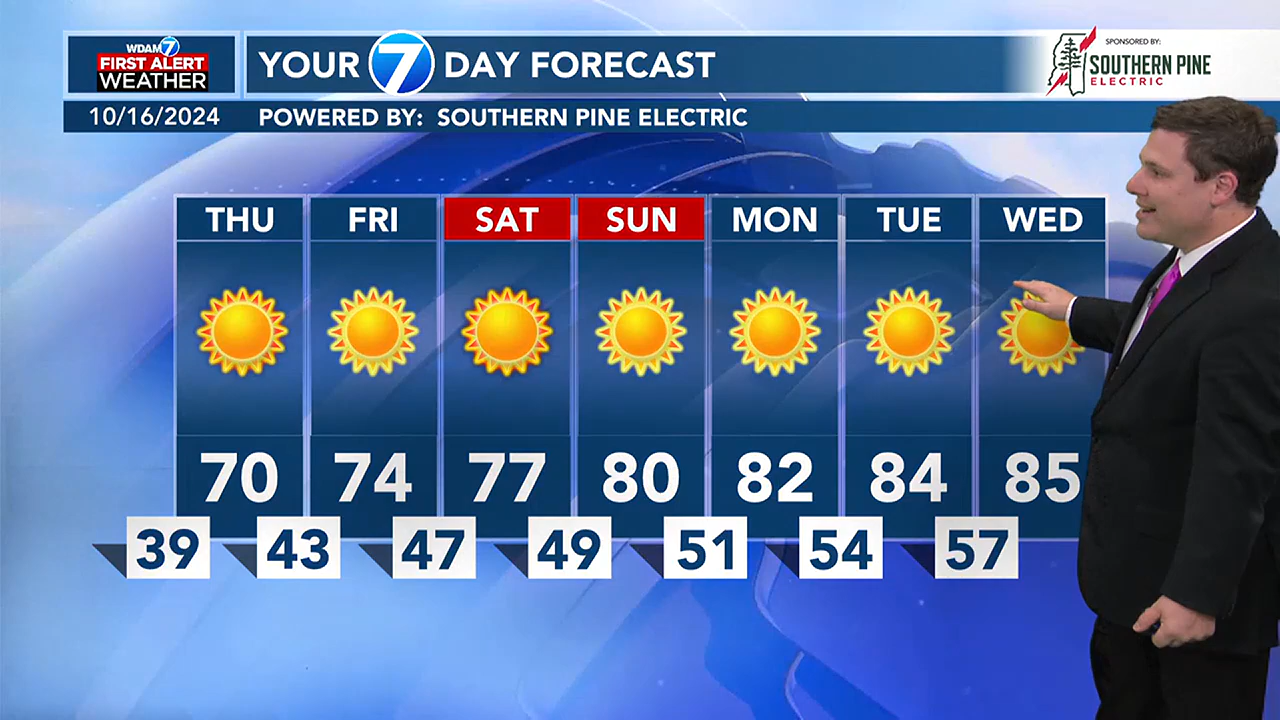 WDAM 7
FIRST ALERT
WEATHER
YOUR 7 DAY FORECAST
SPONSORED BY:
SOUTHERN PINE
ELECTRIC
10/16/2024
POWERED BY: SOUTHERN PINE ELECTRIC
THU FRI SAT SUN MON TUE WED
70 74 77 80 82 84 85
39 43 47 49 51 54 57